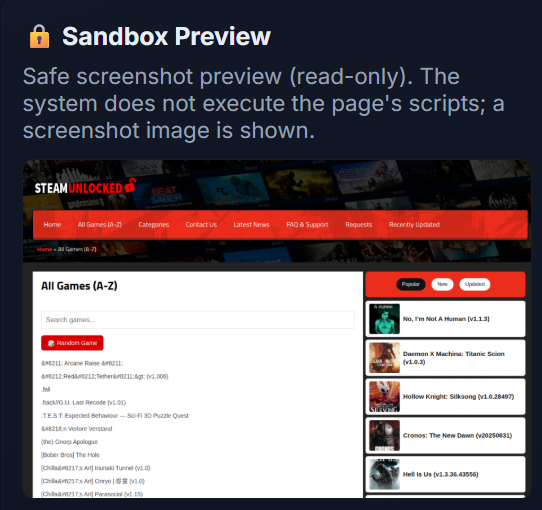 Sandbox Preview
Safe screenshot preview (read-only). The
system does not execute the page's scripts; a
screenshot image is shown.
STEAMUNLOCKED
Home All Games (A-Z) Categories Contact Us Latest News FAQ & Support Requests Recently Updated
Home » All Games (A-Z)
All Games (A-Z)
Search games...
Random Game
&#8211; Arcane Raise &#8211;
&#8212;Red&#8212;Tether&#8211;&gt; (v1.006)
.fall
.hack//G.U. Last Recode (v1.01)
.T.E.S.T: Expected Behaviour — Sci-Fi 3D Puzzle Quest
&#8216;n Verlore Verstand
(the) Gnorp Apologue
[Bober Bros] The Hole
[Chilla&#8217;s Art] Inunaki Tunnel (v1.0)
[Chilla&#8217;s Art] Onryo | 怨霊 (v1.0)
[Chilla&#8217;s Art] Parasocial (v1.15)
Popular New Updated
No, I'm Not A Human (v1.1.3)
Daemon X Machina: Titanic Scion
(v1.0.3)
Hollow Knight: Silksong (v1.0.28497)
Cronos: The New Dawn (v20250831)
Hell Is Us (v1.3.36.43556)
BEAT
SABER